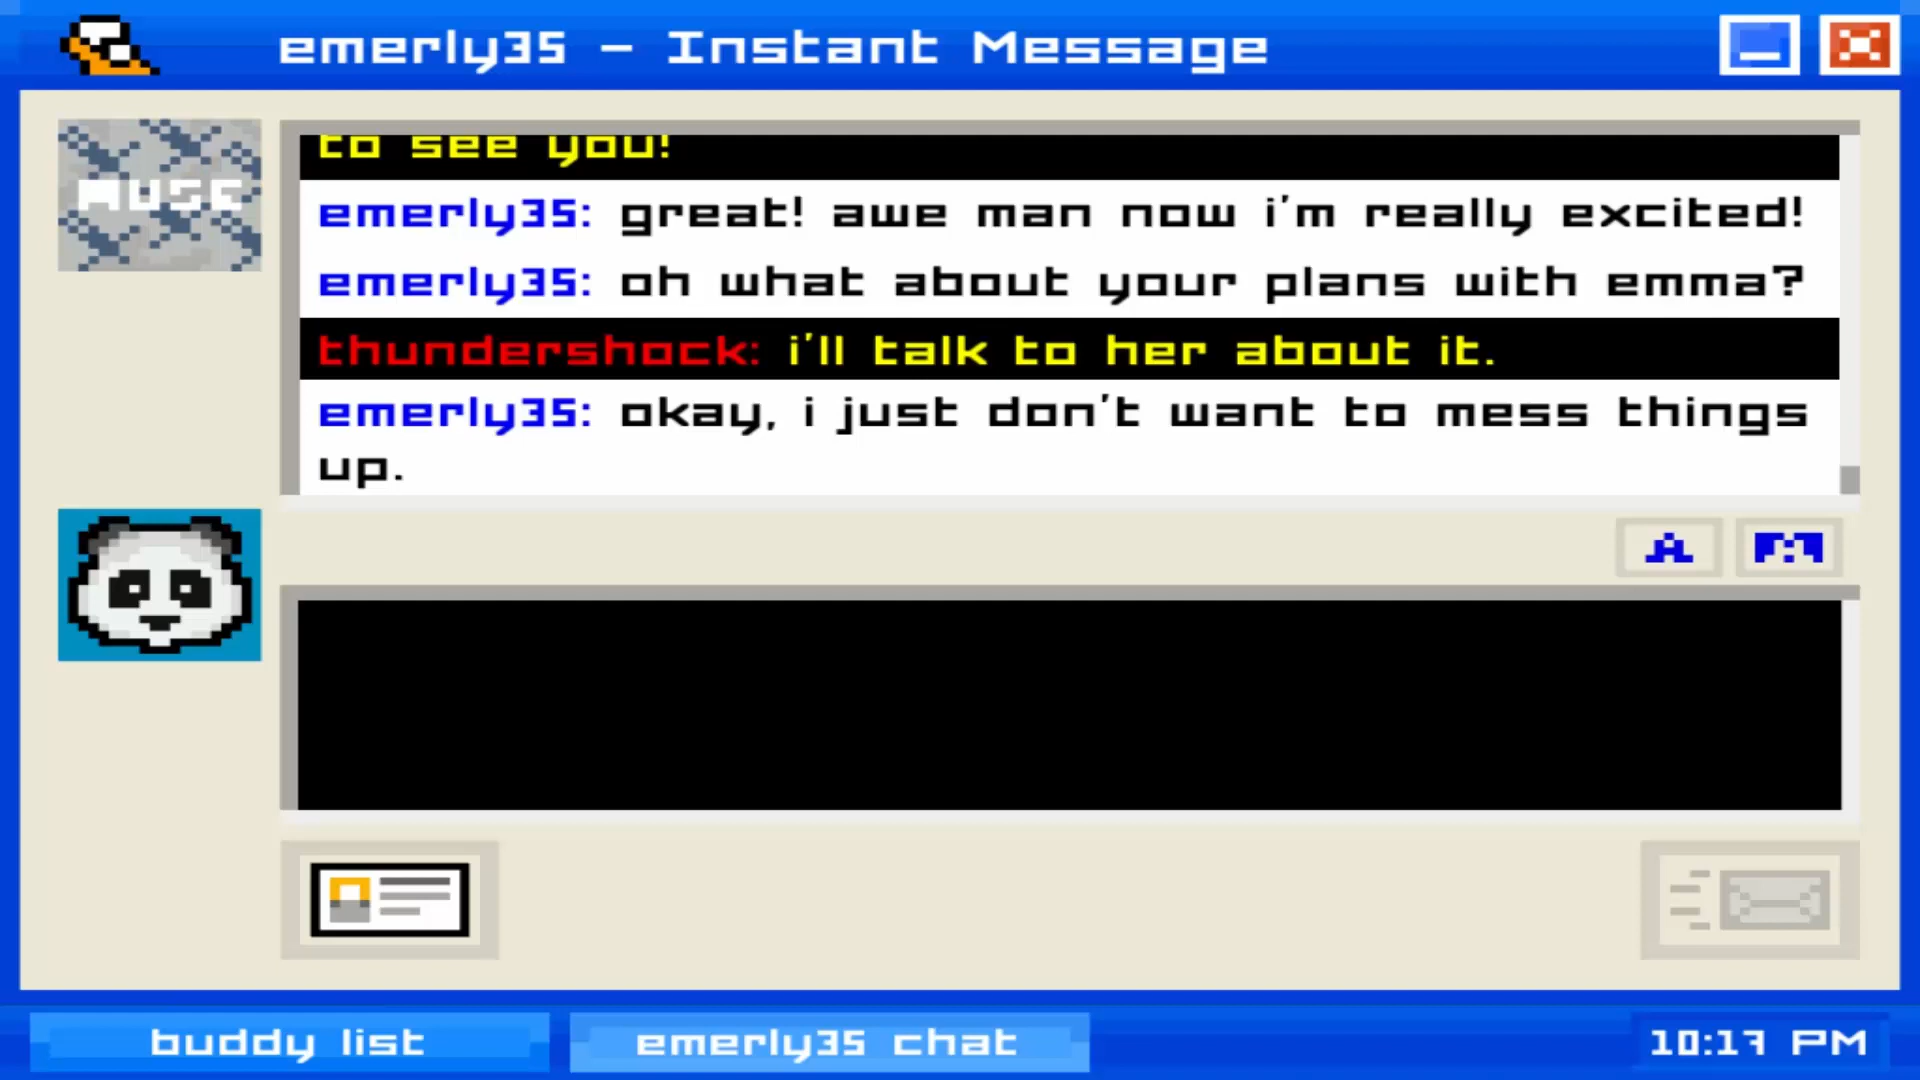 emerly35 - Instant Message
MUSE
to see you!
emerly35: great! awe man now i'm really excited!
emerly35: oh what about your plans with emma?
thundershock: i'll talk to her about it.
emerly35: okay, i just don't want to mess things
up.
A
buddy list
emerly35 chat
10:17 PM